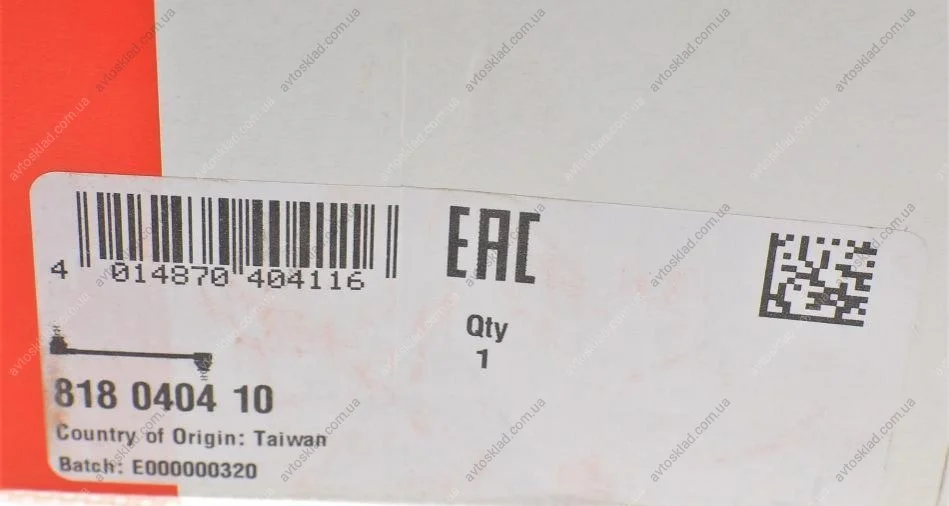 4 014870 404116
EAC
Qty
1
818 0404 10
Country of Origin: Taiwan
Batch: E000000320
avtosklad.com.ua